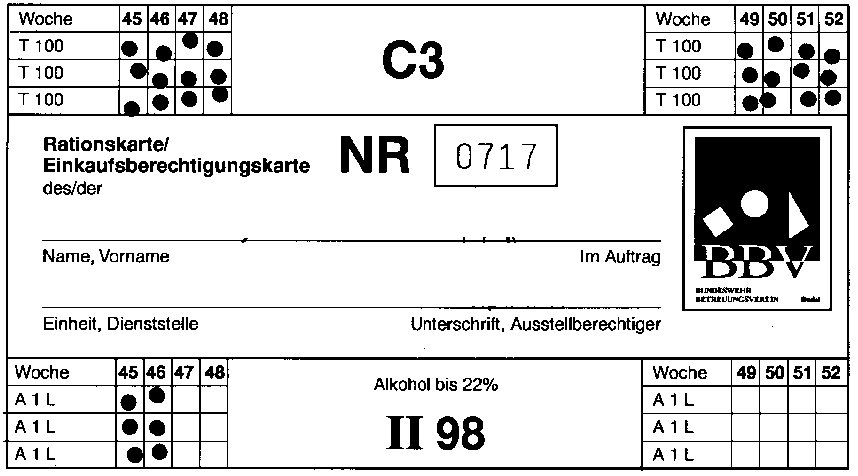 Woche 45 46 47 48
T 100
T 100
T 100
C3
Woche 49 50 51 52
T 100
T 100
T 100
Rationskarte/
Einkaufsberechtigungskarte
des/der
NR 0717
Name, Vorname
Im Auftrag
Einheit, Dienststelle
Unterschrift, Ausstellberechtiger
BBV
BUNDESWEHR
BETREUUNGSVEREIN
Woche 45 46 47 48
A 1 L
A 1 L
A 1 L
Alkohol bis 22%
II 98
Woche 49 50 51 52
A 1 L
A 1 L
A 1 L